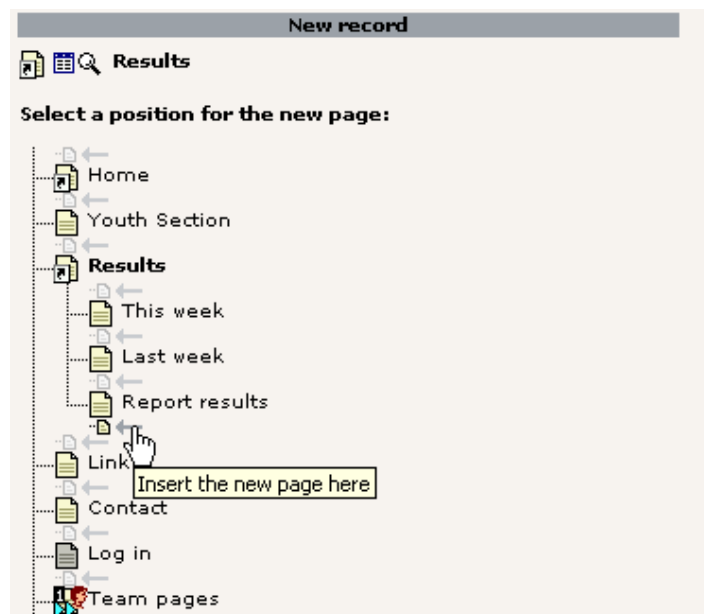 New record
Results
Select a position for the new page:
Home
Youth Section
Results
This week
Last week
Report results
Link
Insert the new page here
Contact
Log in
Team pages